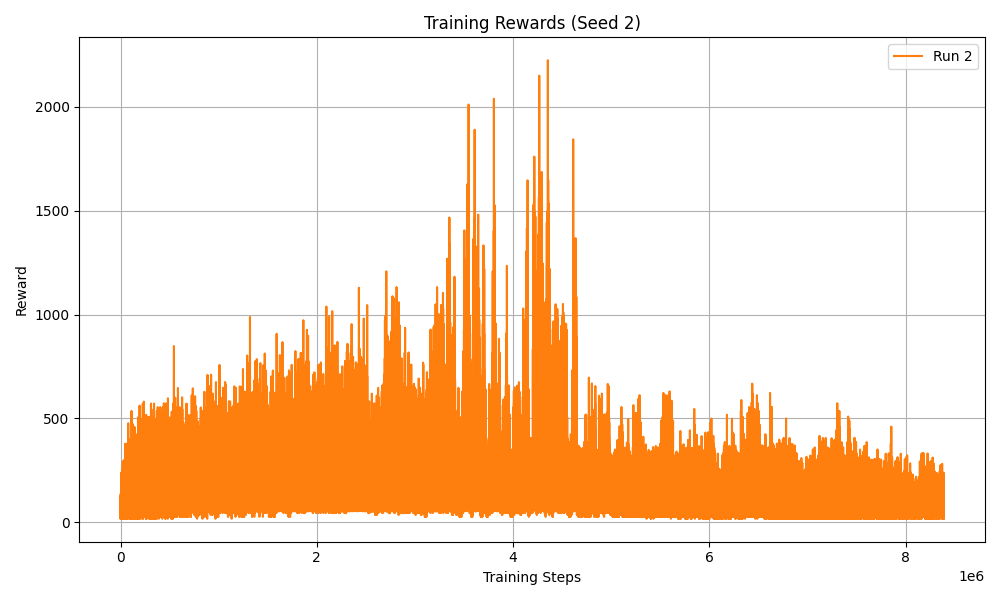 Training Rewards (Seed 2)
Run 2
2000
1500
1000
500
0
Reward
0 2 4 6 8
1e6
Training Steps